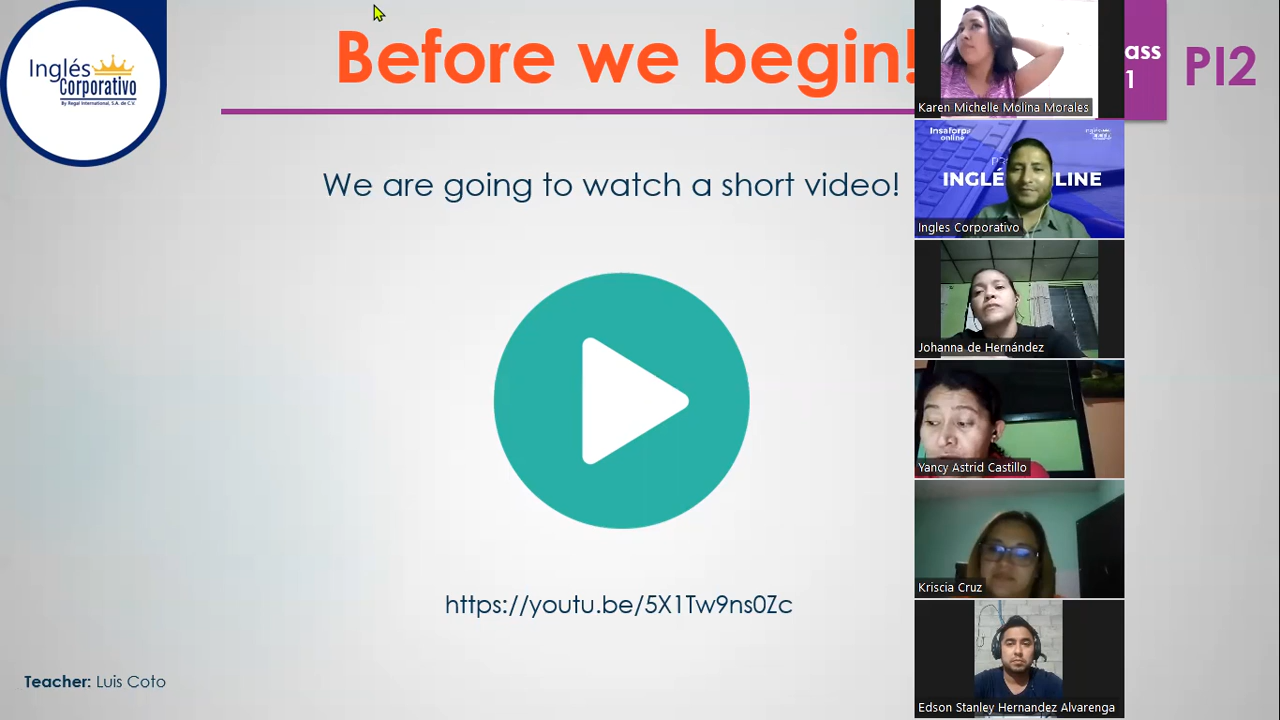 Inglés
Corporativo
By Regal International, S.A. de C.V.
Before we begin!
ass
1
PI2
We are going to watch a short video!
https://youtu.be/5X1Tw9ns0Zc
Teacher: Luis Coto
Karen Michelle Molina Morales
Insaforp
online
INGLÉ LINE
Ingles Corporativo
Johanna de Hernández
Yancy Astrid Castillo
Kriscia Cruz
Edson Stanley Hernandez Alvarenga